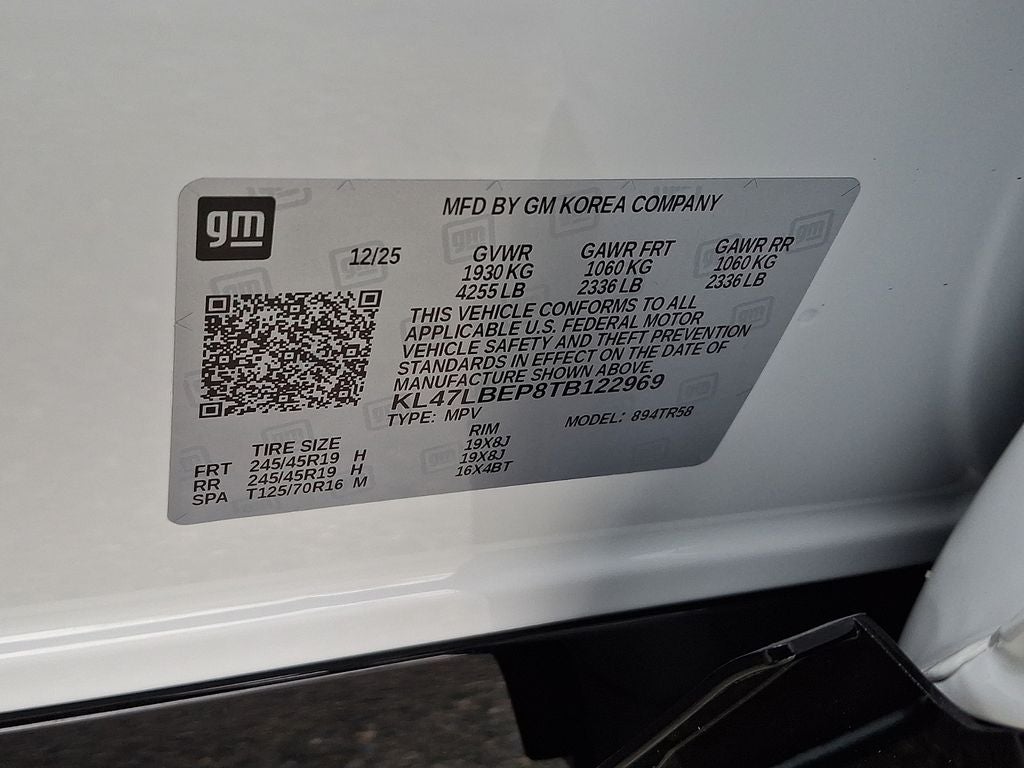 gm
MFD BY GM KOREA COMPANY
12/25 GVWR GAWR FRT GAWR RR
1930 KG 1060 KG 1060 KG
4255 LB 2336 LB 2336 LB
THIS VEHICLE CONFORMS TO ALL
APPLICABLE U.S. FEDERAL MOTOR
VEHICLE SAFETY AND THEFT PREVENTION
STANDARDS IN EFFECT ON THE DATE OF
MANUFACTURE SHOWN ABOVE.
KL47LBEP8TB122969
TYPE: MPV MODEL: 894TR58
TIRE SIZE RIM
FRT 245/45R19 H 19X8J
RR 245/45R19 H 19X8J
SPA T125/70R16 M 16X4BT